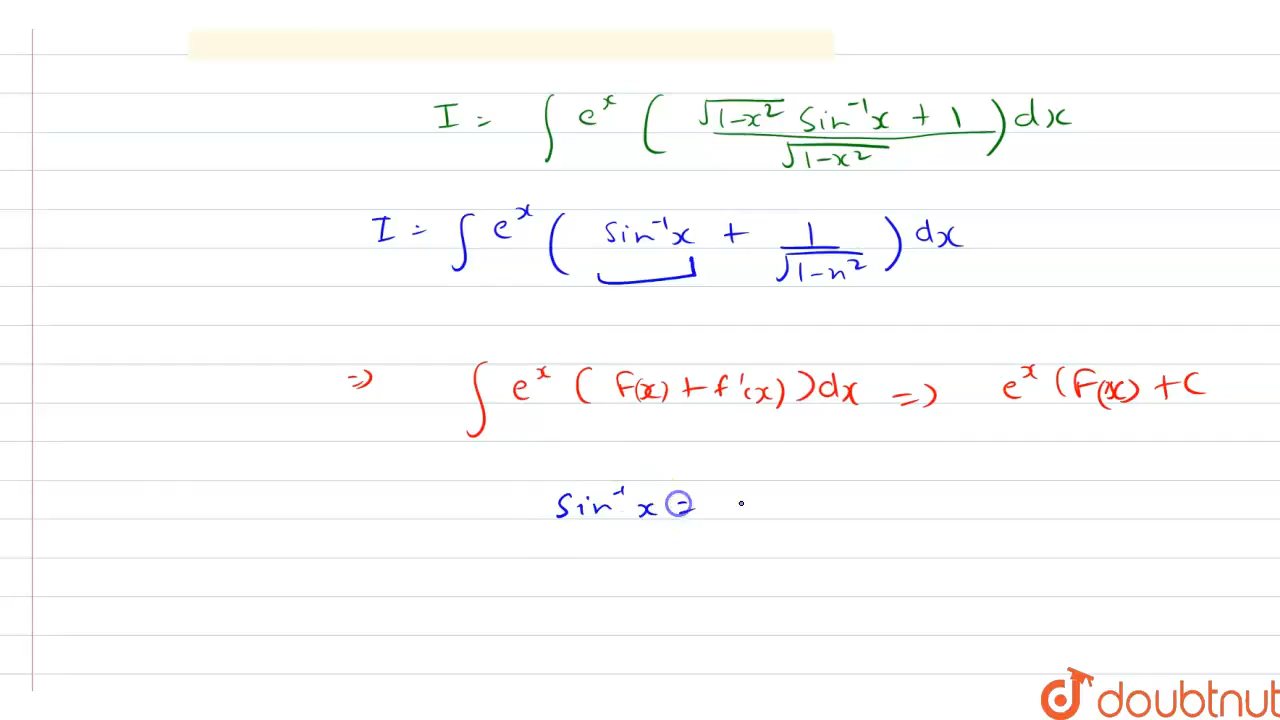 I = ∫ e^x ( (√(1-x²) sin⁻¹x + 1) / √(1-x²) ) dx
I = ∫ e^x ( sin⁻¹x + 1 / √(1-n²) ) dx
⇒ ∫ e^x ( F(x) + f'(x) ) dx ⇒ e^x (F(x) + C
sin⁻¹ x =
doubtnut